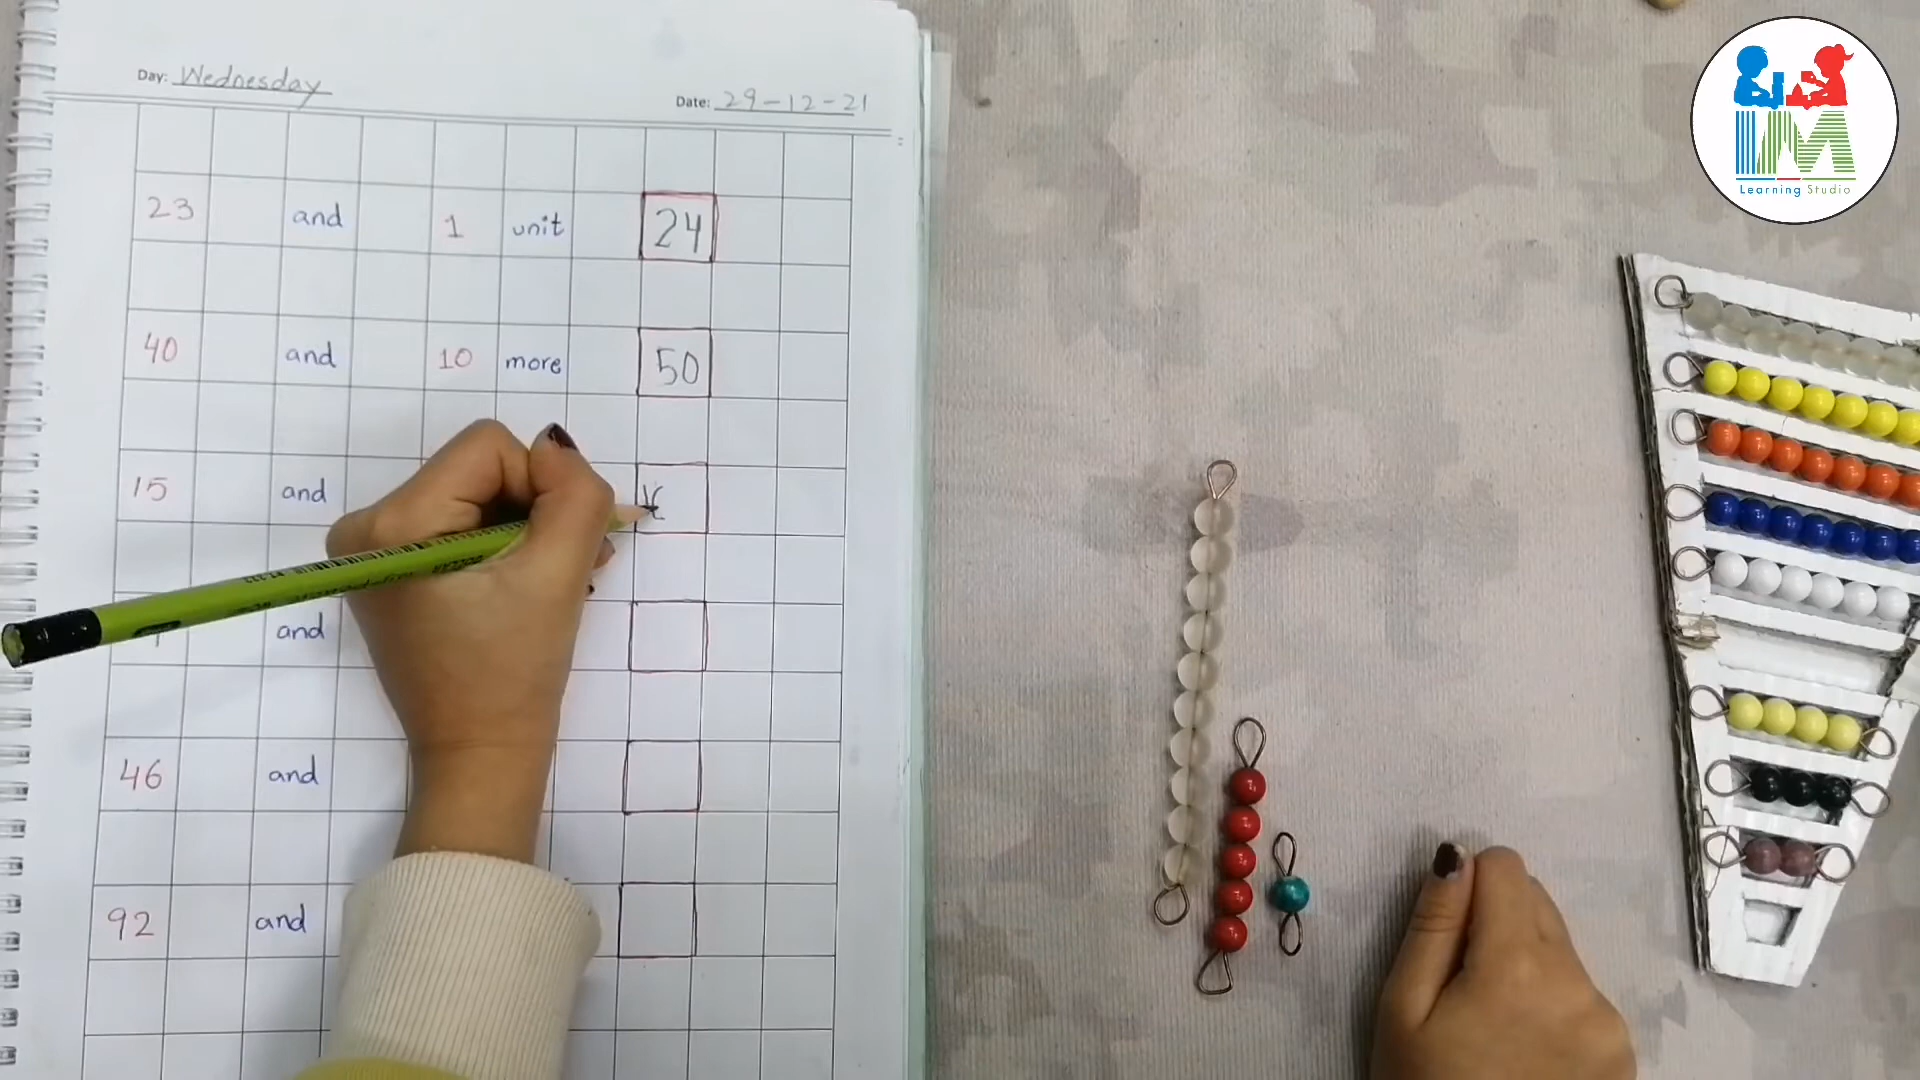 Day: Wednesday
Date: 29-12-21
23 and 1 unit 24
40 and 10 more 50
15 and
and
46 and
92 and
IM
Learning Studio